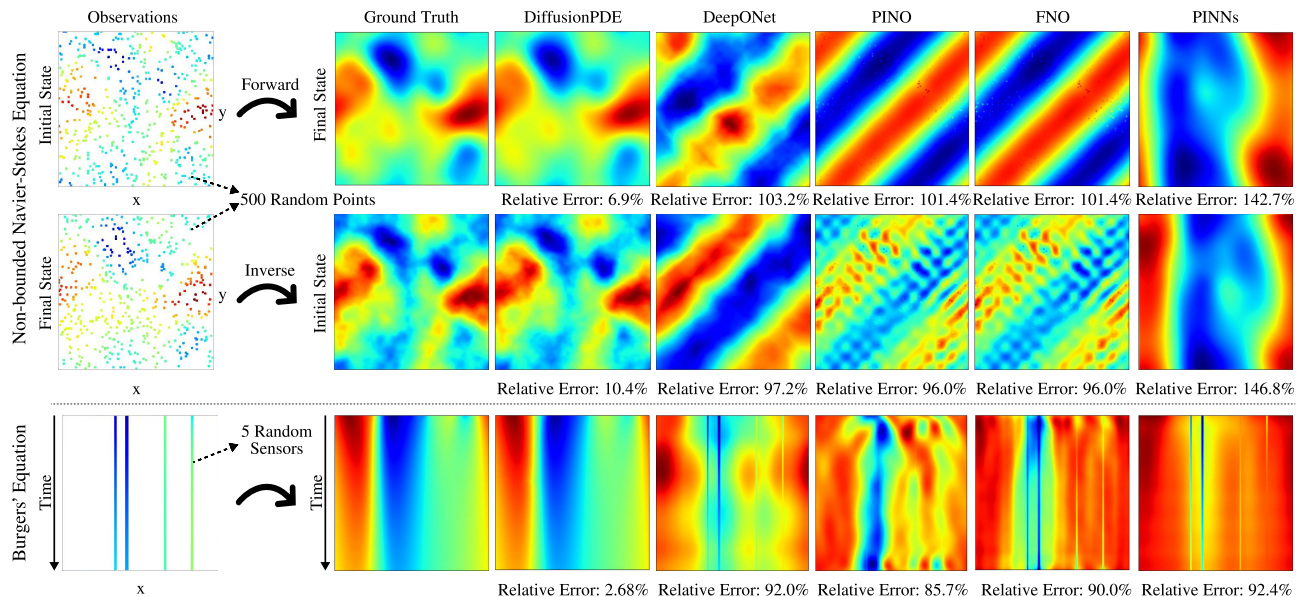 Observations
Ground Truth
DiffusionPDE
DeepONet
PINO
FNO
PINNs
Non-bounded Navier-Stokes Equation
Initial State
y
x
Forward
Final State
500 Random Points
Relative Error: 6.9%
Relative Error: 103.2%
Relative Error: 101.4%
Relative Error: 101.4%
Relative Error: 142.7%
Final State
y
x
Inverse
Initial State
Relative Error: 10.4%
Relative Error: 97.2%
Relative Error: 96.0%
Relative Error: 96.0%
Relative Error: 146.8%
Burgers' Equation
Time
x
5 Random
Sensors
Time
Relative Error: 2.68%
Relative Error: 92.0%
Relative Error: 85.7%
Relative Error: 90.0%
Relative Error: 92.4%